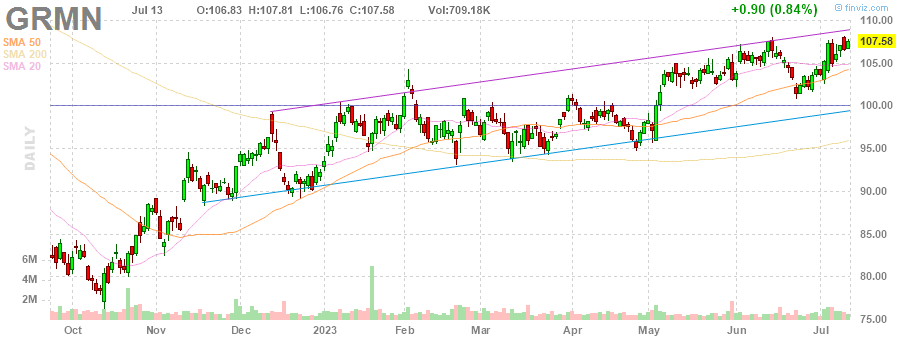 GRMN Jul 13 O:106.83 H:107.81 L:106.76 C:107.58 Vol:709.18K +0.90 (0.84%) © finviz.com
SMA 50
SMA 200
SMA 20
DAILY
110.00
107.58
105.00
100.00
95.00
90.00
85.00
80.00
75.00
6M
4M
2M
Oct Nov Dec 2023 Feb Mar Apr May Jun Jul